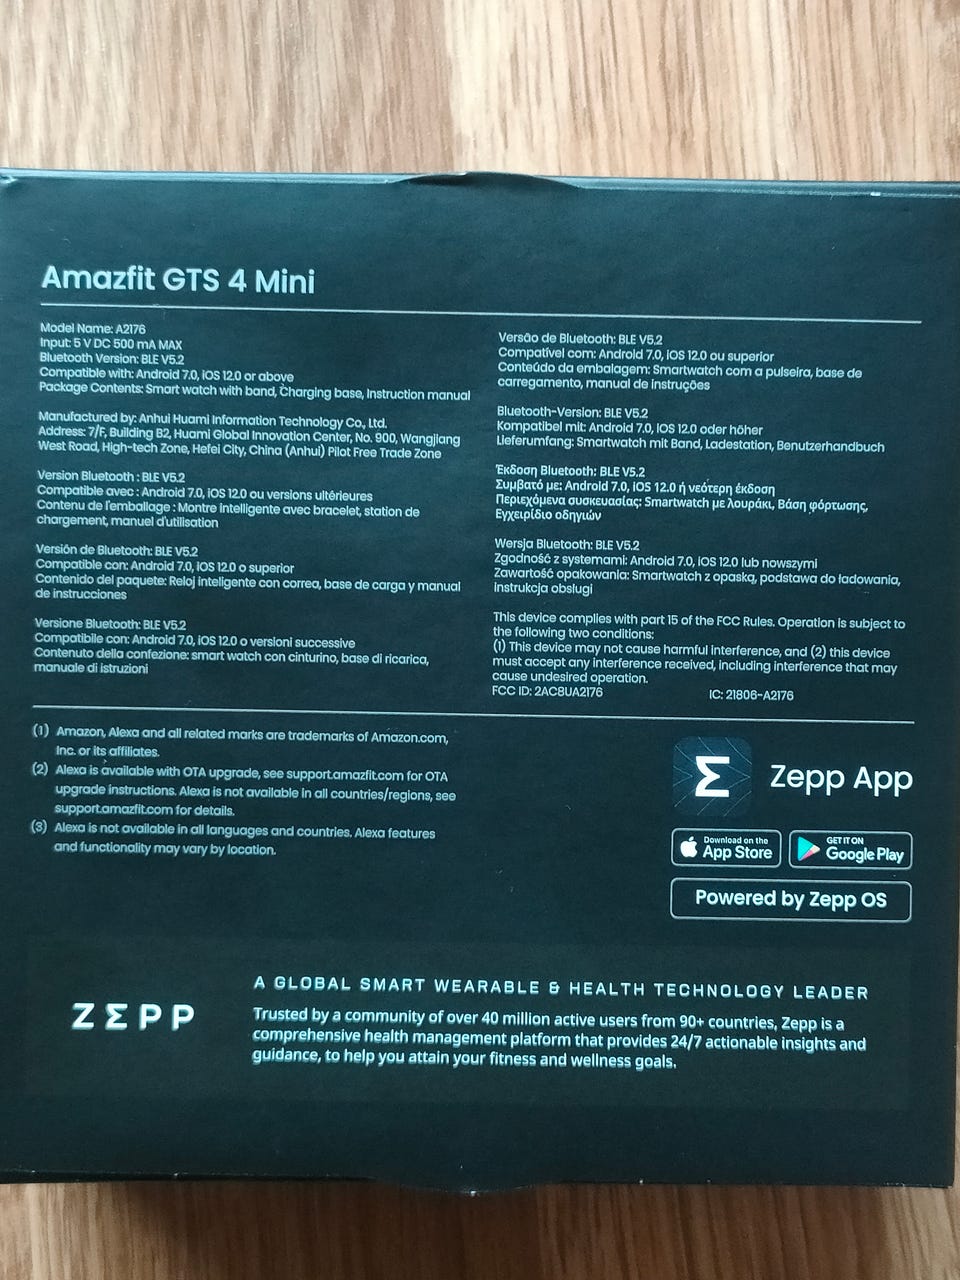 Amazfit GTS 4 Mini
Model Name: A2176
Input: 5 V DC 500 mA MAX
Bluetooth Version: BLE V5.2
Compatible with: Android 7.0, iOS 12.0 or above
Package Contents: Smart watch with band, Charging base, Instruction manual
Manufactured by: Anhui Huami Information Technology Co., Ltd.
Address: 7/F, Building B2, Huami Global Innovation Center, No. 900, Wangjiang
West Road, High-tech Zone, Hefei City, China (Anhui) Pilot Free Trade Zone
Version Bluetooth : BLE V5.2
Compatible avec : Android 7.0, iOS 12.0 ou versions ultérieures
Contenu de l'emballage : Montre intelligente avec bracelet, station de
chargement, manuel d'utilisation
Versión de Bluetooth: BLE V5.2
Compatible con: Android 7.0, iOS 12.0 o superior
Contenido del paquete: Reloj inteligente con correa, base de carga y manual
de instrucciones
Versione Bluetooth: BLE V5.2
Compatibile con: Android 7.0, iOS 12.0 o versioni successive
Contenuto della confezione: smart watch con cinturino, base di ricarica,
manuale di istruzioni
Versão de Bluetooth: BLE V5.2
Compatível com: Android 7.0, iOS 12.0 ou superior
Conteúdo da embalagem: Smartwatch com a pulseira, base de
carregamento, manual de instruções
Bluetooth-Version: BLE V5.2
Kompatibel mit: Android 7.0, iOS 12.0 oder höher
Lieferumfang: Smartwatch mit Band, Ladestation, Benutzerhandbuch
Έκδοση Bluetooth: BLE V5.2
Συμβατό με: Android 7.0, iOS 12.0 ή νεότερη έκδοση
Περιεχόμενα συσκευασίας: Smartwatch με λουράκι, Βάση φόρτωσης,
Εγχειρίδιο οδηγιών
Wersja Bluetooth: BLE V5.2
Zgodność z systemami: Android 7.0, iOS 12.0 lub nowszymi
Zawartość opakowania: Smartwatch z opaską, podstawa do ładowania,
instrukcja obsługi
This device complies with part 15 of the FCC Rules. Operation is subject to
the following two conditions:
(1) This device may not cause harmful interference, and (2) this device
must accept any interference received, including interference that may
cause undesired operation.
FCC ID: 2AC8UA2176 IC: 21806-A2176
(1) Amazon, Alexa and all related marks are trademarks of Amazon.com,
Inc. or its affiliates.
(2) Alexa is available with OTA upgrade, see support.amazfit.com for OTA
upgrade instructions. Alexa is not available in all countries/regions, see
support.amazfit.com for details.
(3) Alexa is not available in all languages and countries. Alexa features
and functionality may vary by location.
Zepp App
Download on the
App Store
GET IT ON
Google Play
Powered by Zepp OS
ZΣPP
A GLOBAL SMART WEARABLE & HEALTH TECHNOLOGY LEADER
Trusted by a community of over 40 million active users from 90+ countries, Zepp is a
comprehensive health management platform that provides 24/7 actionable insights and
guidance, to help you attain your fitness and wellness goals.